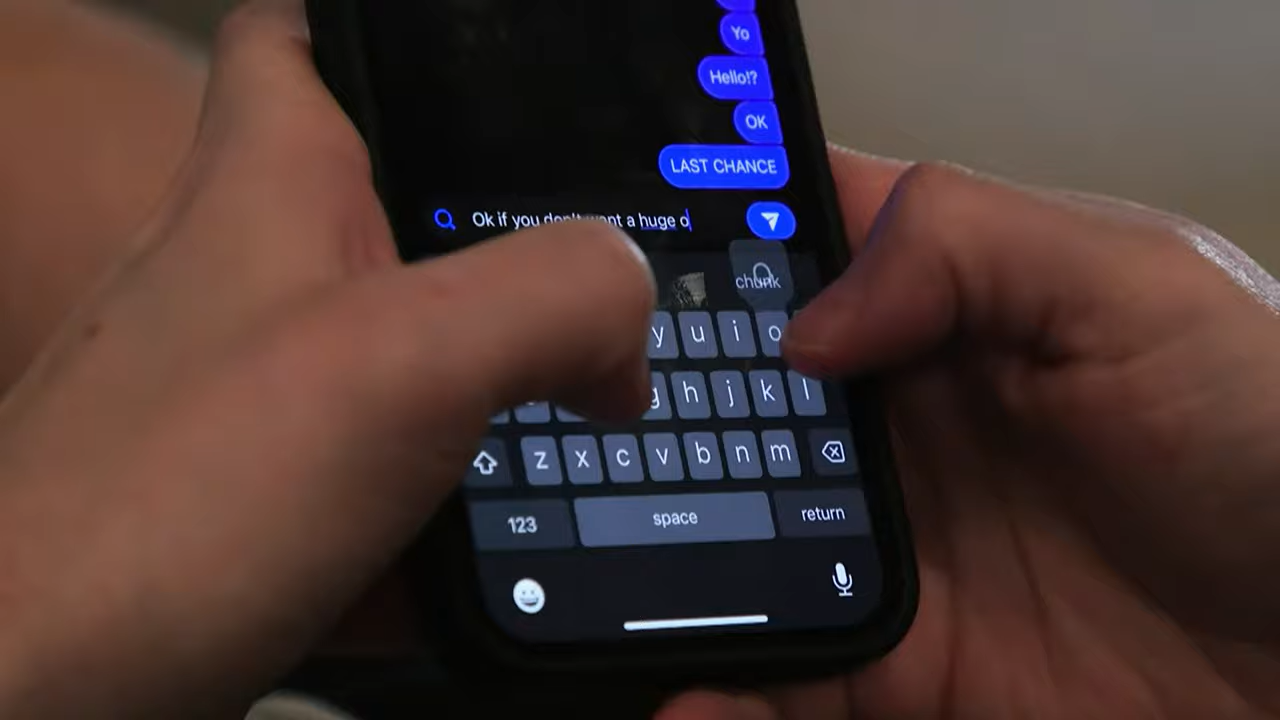 Yo
Hello!?
OK
LAST CHANCE
Ok if you don't want a huge o
chunk
y u i o
g h j k l
z x c v b n m
123 space return